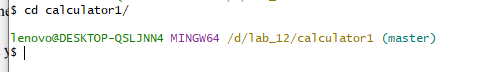 $ cd calculator1/
lenovo@DESKTOP-QSLJNN4 MINGW64 /d/lab_12/calculator1 (master)
$